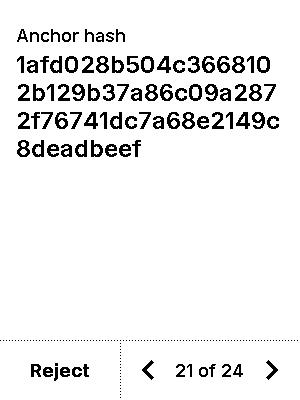 Anchor hash
1afd028b504c366810
2b129b37a86c09a287
2f76741dc7a68e2149c
8deadbeef
Reject
21 of 24